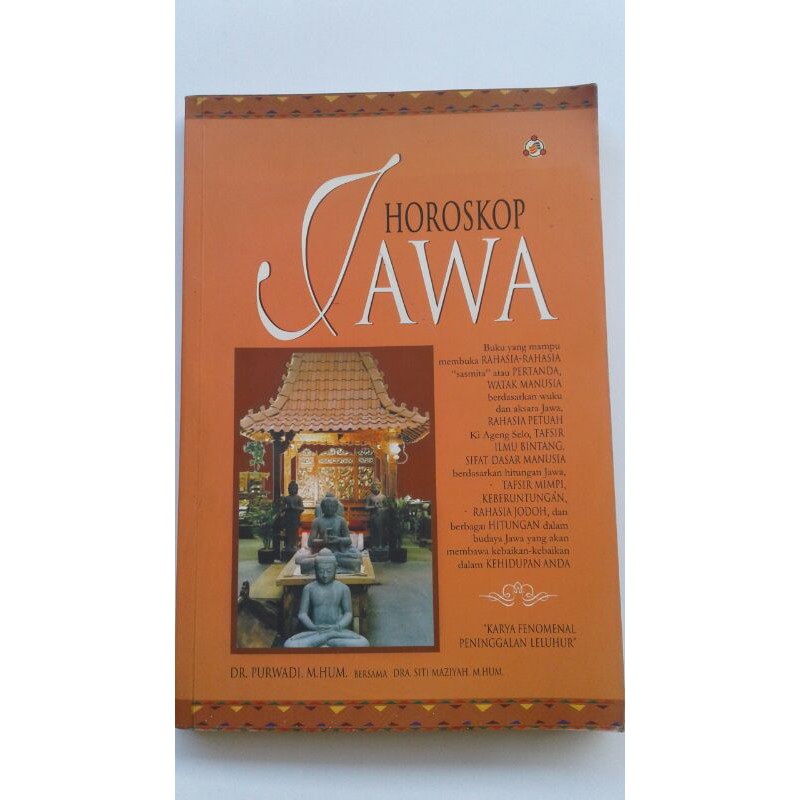 HOROSKOP
JAWA
Buku yang mampu
membuka RAHASIA-RAHASIA
"sasmita" atau PERTANDA,
WATAK MANUSIA
berdasarkan wuku
dan aksara Jawa,
RAHASIA PETUAH
Ki Ageng Selo, TAFSIR
ILMU BINTANG,
SIFAT DASAR MANUSIA
berdasarkan hitungan Jawa,
TAFSIR MIMPI,
KEBERUNTUNGAN,
RAHASIA JODOH, dan
berbagai HITUNGAN dalam
budaya Jawa yang akan
membawa kebaikan-kebaikan
dalam KEHIDUPAN ANDA
"KARYA FENOMENAL
PENINGGALAN LELUHUR"
DR. PURWADI, M.HUM. BERSAMA DRA. SITI MAZIYAH, M.HUM.